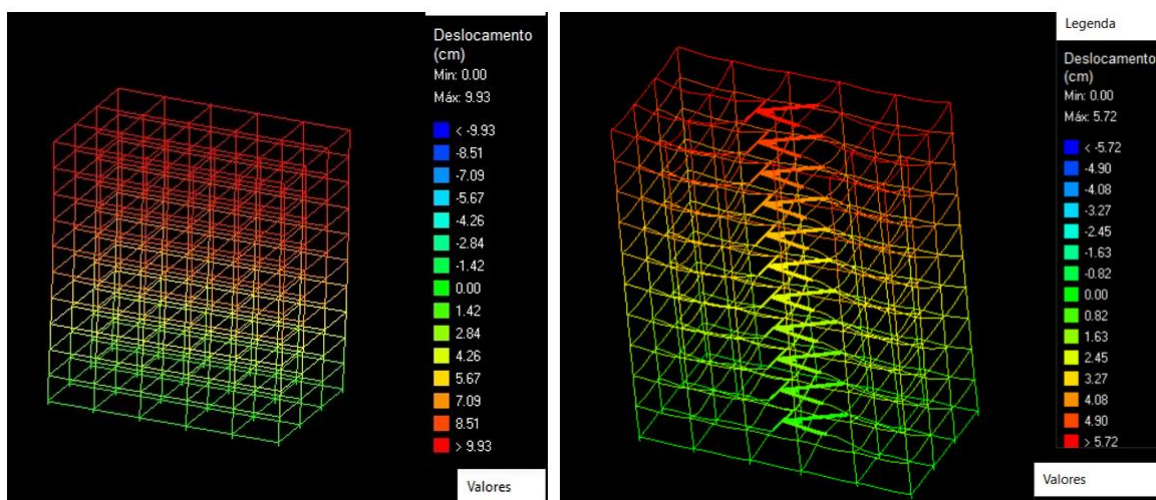 Deslocamento
(cm)
Min: 0.00
Máx: 9.93
< -9.93
-8.51
-7.09
-5.67
-4.26
-2.84
-1.42
0.00
1.42
2.84
4.26
5.67
7.09
8.51
> 9.93
Valores
Legenda
Deslocamento
(cm)
Min: 0.00
Máx: 5.72
< -5.72
-4.90
-4.08
-3.27
-2.45
-1.63
-0.82
0.00
0.82
1.63
2.45
3.27
4.08
4.90
> 5.72
Valores